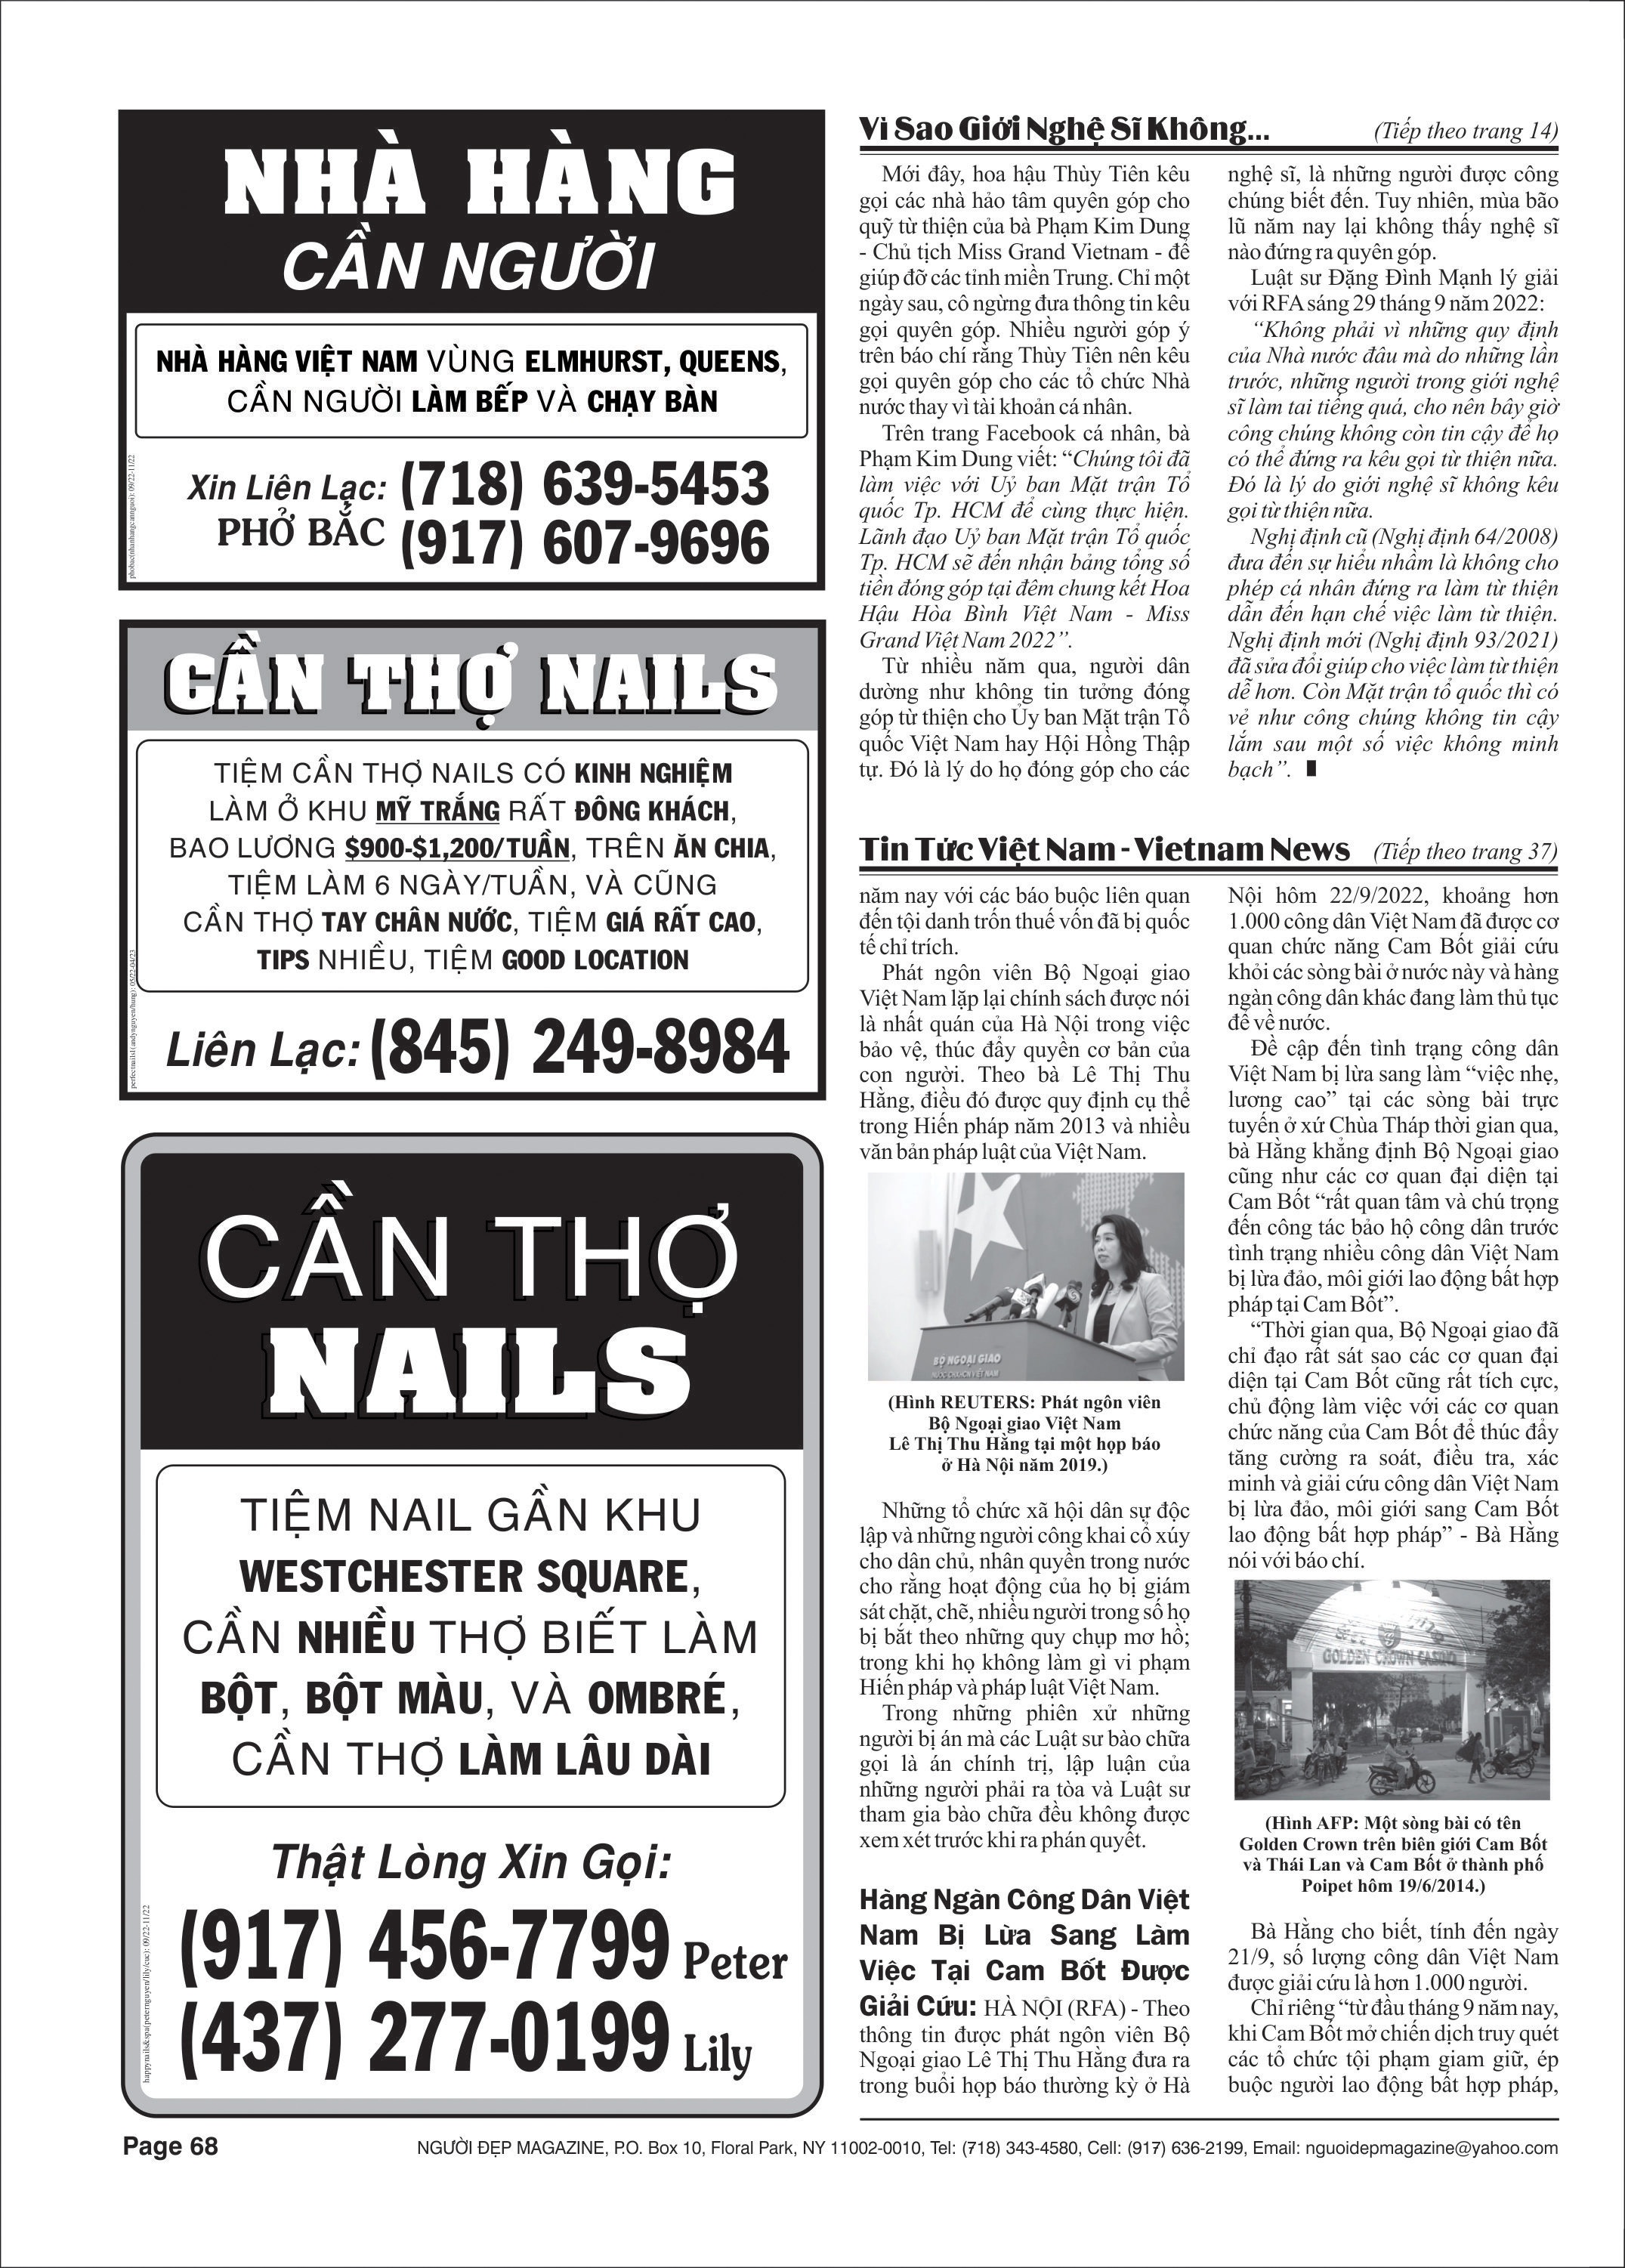 NHÀ HÀNG
CẦN NGƯỜI
NHÀ HÀNG VIỆT NAM VÙNG ELMHURST, QUEENS,
CẦN NGƯỜI LÀM BẾP VÀ CHẠY BÀN
Xin Liên Lạc: (718) 639-5453
PHỞ BẮC (917) 607-9696
CẦN THỢ NAILS
TIỆM CẦN THỢ NAILS CÓ KINH NGHIỆM
LÀM Ở KHU MỸ TRẮNG RẤT ĐÔNG KHÁCH,
BAO LƯƠNG $900-$1,200/TUẦN, TRÊN ĂN CHIA,
TIỆM LÀM 6 NGÀY/TUẦN, VÀ CŨNG
CẦN THỢ TAY CHÂN NƯỚC, TIỆM GIÁ RẤT CAO,
TIPS NHIỀU, TIỆM GOOD LOCATION
Liên Lạc: (845) 249-8984
CẦN THỢ
NAILS
TIỆM NAIL GẦN KHU
WESTCHESTER SQUARE,
CẦN NHIỀU THỢ BIẾT LÀM
BỘT, BỘT MÀU, VÀ OMBRÉ,
CẦN THỢ LÀM LÂU DÀI
Thật Lòng Xin Gọi:
(917) 456-7799 Peter
(437) 277-0199 Lily
Vì Sao Giới Nghệ Sĩ Không... (Tiếp theo trang 14)
Mới đây, hoa hậu Thùy Tiên kêu
gọi các nhà hảo tâm quyên góp cho
quỹ từ thiện của bà Phạm Kim Dung
- Chủ tịch Miss Grand Vietnam - để
giúp đỡ các tỉnh miền Trung. Chỉ một
ngày sau, cô ngừng đưa thông tin kêu
gọi quyên góp. Nhiều người góp ý
trên báo chí rằng Thùy Tiên nên kêu
gọi quyên góp cho các tổ chức Nhà
nước thay vì tài khoản cá nhân.
Trên trang Facebook cá nhân, bà
Phạm Kim Dung viết: “Chúng tôi đã
làm việc với Uỷ ban Mặt trận Tổ
quốc Tp. HCM để cùng thực hiện.
Lãnh đạo Uỷ ban Mặt trận Tổ quốc
Tp. HCM sẽ đến nhận bảng tổng số
tiền đóng góp tại đêm chung kết Hoa
Hậu Hòa Bình Việt Nam - Miss
Grand Việt Nam 2022”.
Từ nhiều năm qua, người dân
dường như không tin tưởng đóng
góp từ thiện cho Ủy ban Mặt trận Tổ
quốc Việt Nam hay Hội Hồng Thập
tự. Đó là lý do họ đóng góp cho các
nghệ sĩ, là những người được công
chúng biết đến. Tuy nhiên, mùa bão
lũ năm nay lại không thấy nghệ sĩ
nào đứng ra quyên góp.
Luật sư Đặng Đình Mạnh lý giải
với RFA sáng 29 tháng 9 năm 2022:
“Không phải vì những quy định
của Nhà nước đâu mà do những lần
trước, những người trong giới nghệ
sĩ làm tai tiếng quá, cho nên bây giờ
công chúng không còn tin cậy để họ
có thể đứng ra kêu gọi từ thiện nữa.
Đó là lý do giới nghệ sĩ không kêu
gọi từ thiện nữa.
Nghị định cũ (Nghị định 64/2008)
đưa đến sự hiểu nhầm là không cho
phép cá nhân đứng ra làm từ thiện
dẫn đến hạn chế việc làm từ thiện.
Nghị định mới (Nghị định 93/2021)
đã sửa đổi giúp cho việc làm từ thiện
dễ hơn. Còn Mặt trận tổ quốc thì có
vẻ như công chúng không tin cậy
lắm sau một số việc không minh
bạch”.
Tin Tức Việt Nam - Vietnam News (Tiếp theo trang 37)
năm nay với các báo buộc liên quan
đến tội danh trốn thuế vốn đã bị quốc
tế chỉ trích.
Phát ngôn viên Bộ Ngoại giao
Việt Nam lặp lại chính sách được nói
là nhất quán của Hà Nội trong việc
bảo vệ, thúc đẩy quyền cơ bản của
con người. Theo bà Lê Thị Thu
Hằng, điều đó được quy định cụ thể
trong Hiến pháp năm 2013 và nhiều
văn bản pháp luật của Việt Nam.
BỘ NGOẠI GIAO
NƯỚC CHXHCN VIỆT NAM
(Hình REUTERS: Phát ngôn viên
Bộ Ngoại giao Việt Nam
Lê Thị Thu Hằng tại một họp báo
ở Hà Nội năm 2019.)
Những tổ chức xã hội dân sự độc
lập và những người công khai cổ xúy
cho dân chủ, nhân quyền trong nước
cho rằng hoạt động của họ bị giám
sát chặt, chẽ, nhiều người trong số họ
bị bắt theo những quy chụp mơ hồ;
trong khi họ không làm gì vi phạm
Hiến pháp và pháp luật Việt Nam.
Trong những phiên xử những
người bị án mà các Luật sư bào chữa
gọi là án chính trị, lập luận của
những người phải ra tòa và Luật sư
tham gia bào chữa đều không được
xem xét trước khi ra phán quyết.
Hàng Ngàn Công Dân Việt
Nam Bị Lừa Sang Làm
Việc Tại Cam Bốt Được
Giải Cứu: HÀ NỘI (RFA) - Theo
thông tin được phát ngôn viên Bộ
Ngoại giao Lê Thị Thu Hằng đưa ra
trong buổi họp báo thường kỳ ở Hà
Nội hôm 22/9/2022, khoảng hơn
1.000 công dân Việt Nam đã được cơ
quan chức năng Cam Bốt giải cứu
khỏi các sòng bài ở nước này và hàng
ngàn công dân khác đang làm thủ tục
để về nước.
Đề cập đến tình trạng công dân
Việt Nam bị lừa sang làm “việc nhẹ,
lương cao” tại các sòng bài trực
tuyến ở xứ Chùa Tháp thời gian qua,
bà Hằng khẳng định Bộ Ngoại giao
cũng như các cơ quan đại diện tại
Cam Bốt “rất quan tâm và chú trọng
đến công tác bảo hộ công dân trước
tình trạng nhiều công dân Việt Nam
bị lừa đảo, môi giới lao động bất hợp
pháp tại Cam Bốt”.
“Thời gian qua, Bộ Ngoại giao đã
chỉ đạo rất sát sao các cơ quan đại
diện tại Cam Bốt cũng rất tích cực,
chủ động làm việc với các cơ quan
chức năng của Cam Bốt để thúc đẩy
tăng cường ra soát, điều tra, xác
minh và giải cứu công dân Việt Nam
bị lừa đảo, môi giới sang Cam Bốt
lao động bất hợp pháp” - Bà Hằng
nói với báo chí.
GOLDEN CROWN CASINO
(Hình AFP: Một sòng bài có tên
Golden Crown trên biên giới Cam Bốt
và Thái Lan và Cam Bốt ở thành phố
Poipet hôm 19/6/2014.)
Bà Hằng cho biết, tính đến ngày
21/9, số lượng công dân Việt Nam
được giải cứu là hơn 1.000 người.
Chỉ riêng “từ đầu tháng 9 năm nay,
khi Cam Bốt mở chiến dịch truy quét
các tổ chức tội phạm giam giữ, ép
buộc người lao động bất hợp pháp,
Page 68 NGƯỜI ĐẸP MAGAZINE, P.O. Box 10, Floral Park, NY 11002-0010, Tel: (718) 343-4580, Cell: (917) 636-2199, Email: nguoidepmagazine@yahoo.com